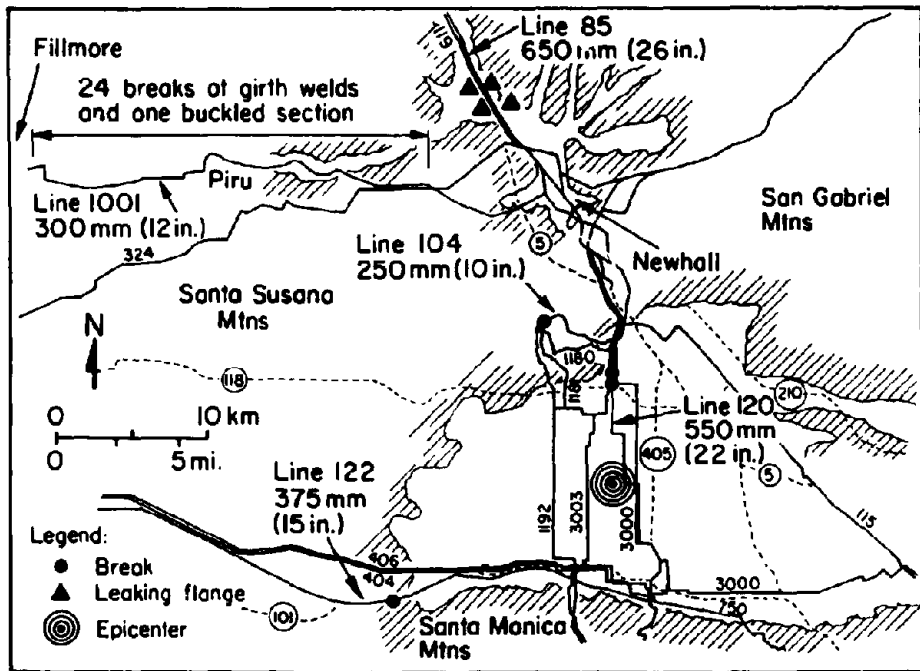 Fillmore
24 breaks at girth welds
and one buckled section
119
Line 85
650 mm (26 in.)
Piru
Line 1001
300 mm (12 in.)
324
5
San Gabriel
Mtns
Line 104
250 mm (10 in.)
Newhall
Santa Susana
Mtns
N
118
1180
1181
210
0 10 km
0 5 mi.
Line 120
550 mm
(22 in.)
405
5
Line 122
375 mm
(15 in.)
1192
3003
3000
115
Legend:
Break
Leaking flange
Epicenter
406
404
101
3000
750
Santa Monica
Mtns